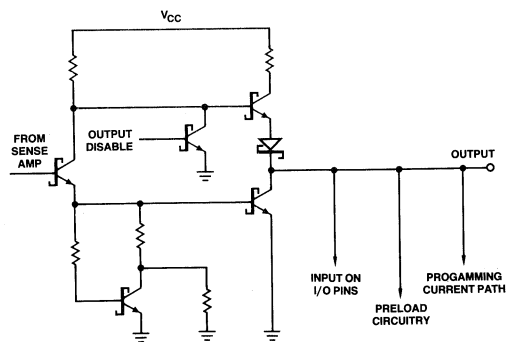 VCC
FROM
SENSE
AMP
OUTPUT
DISABLE
OUTPUT
INPUT ON
I/O PINS
PRELOAD
CIRCUITRY
PROGAMMING
CURRENT PATH